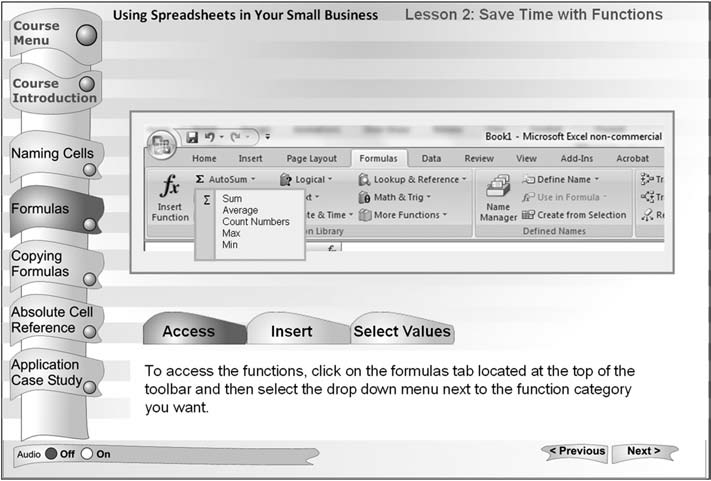 Using Spreadsheets in Your Small Business
Lesson 2: Save Time with Functions
Course
Menu
Course
Introduction
Naming Cells
Formulas
Copying
Formulas
Absolute Cell
Reference
Application
Case Study
Book1 - Microsoft Excel non-commercial
Home Insert Page Layout Formulas Data Review View Add-Ins Acrobat
fx
Insert
Function
Σ AutoSum
Logical
Lookup & Reference
Math & Trig
te & Time
More Functions
n Library
Σ Sum
Average
Count Numbers
Max
Min
Name
Manager
Define Name
Use in Formula
Create from Selection
Defined Names
Tr
Tr
Re
Access Insert Select Values
To access the functions, click on the formulas tab located at the top of the
toolbar and then select the drop down menu next to the function category
you want.
Audio Off On
< Previous Next >